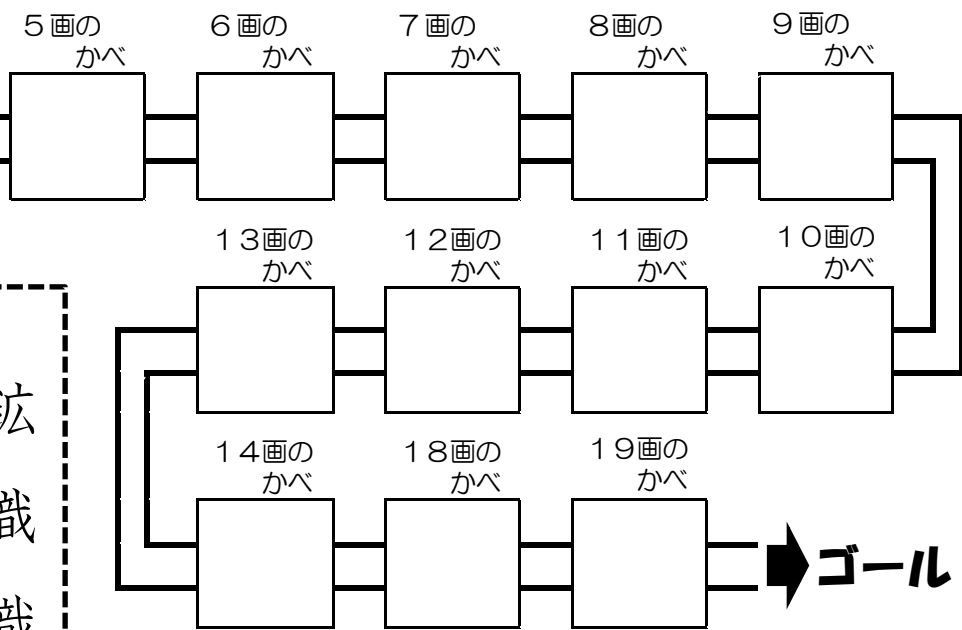 ５画の
かべ
６画の
かべ
７画の
かべ
８画の
かべ
９画の
かべ
１３画の
かべ
１２画の
かべ
１１画の
かべ
１０画の
かべ
１４画の
かべ
１８画の
かべ
１９画の
かべ
ゴール